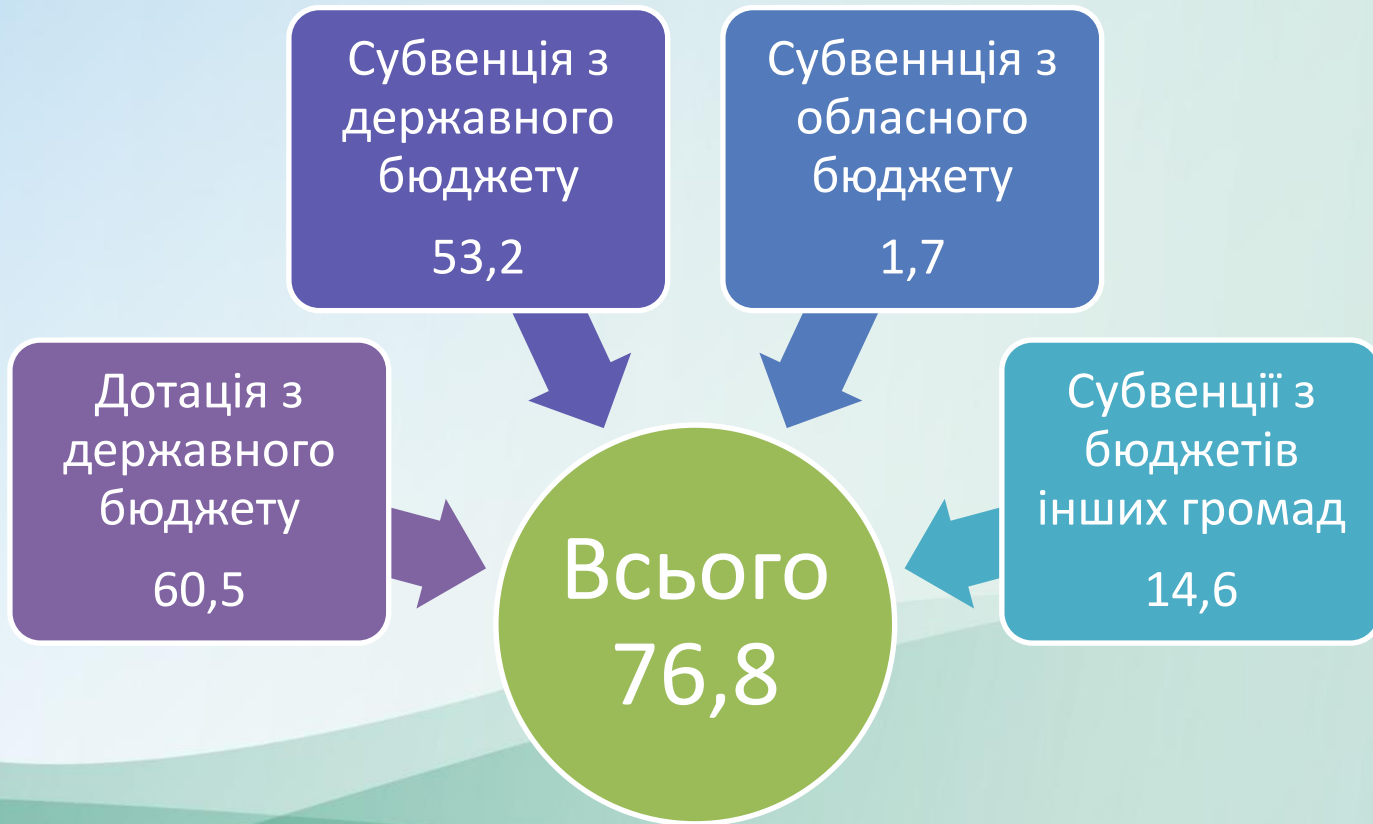 Субвенція з
державного
бюджету
53,2
Субвеннція з
обласного
бюджету
1,7
Дотація з
державного
бюджету
60,5
Субвенції з
бюджетів
інших громад
14,6
Всього
76,8